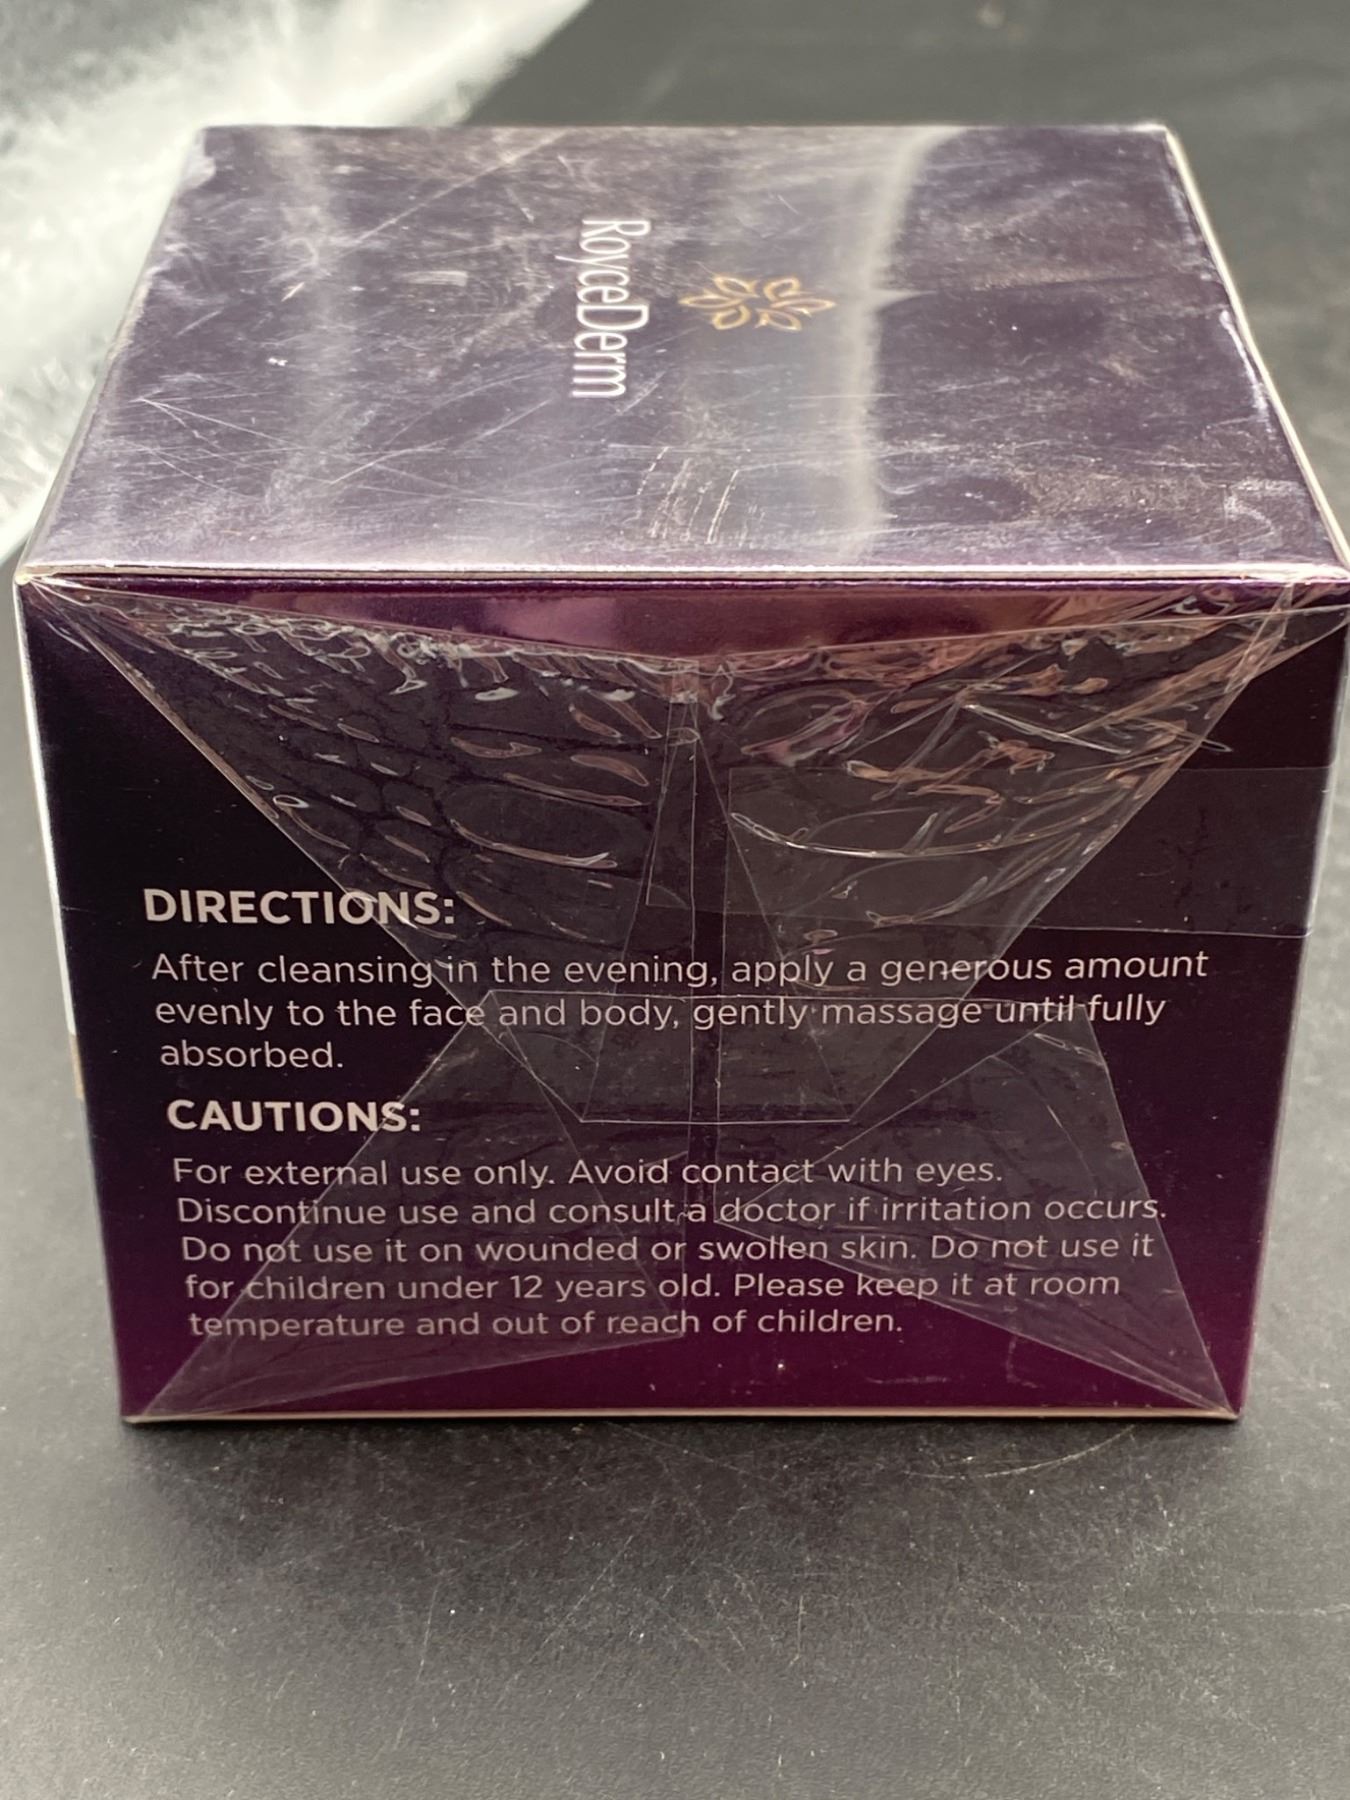 RoyceDerm
DIRECTIONS:
After cleansing in the evening, apply a generous amount
evenly to the face and body, gently massage until fully
absorbed.
CAUTIONS:
For external use only. Avoid contact with eyes.
Discontinue use and consult a doctor if irritation occurs.
Do not use it on wounded or swollen skin. Do not use it
for children under 12 years old. Please keep it at room
temperature and out of reach of children.